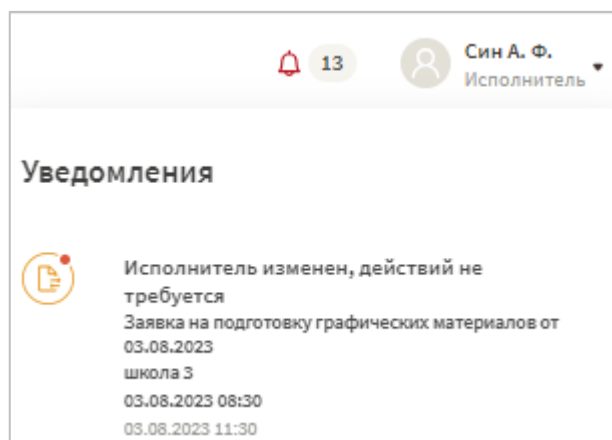 13
Син А. Ф.
Исполнитель
Уведомления
Исполнитель изменен, действий не
требуется
Заявка на подготовку графических материалов от
03.08.2023
школа 3
03.08.2023 08:30
03.08.2023 11:30